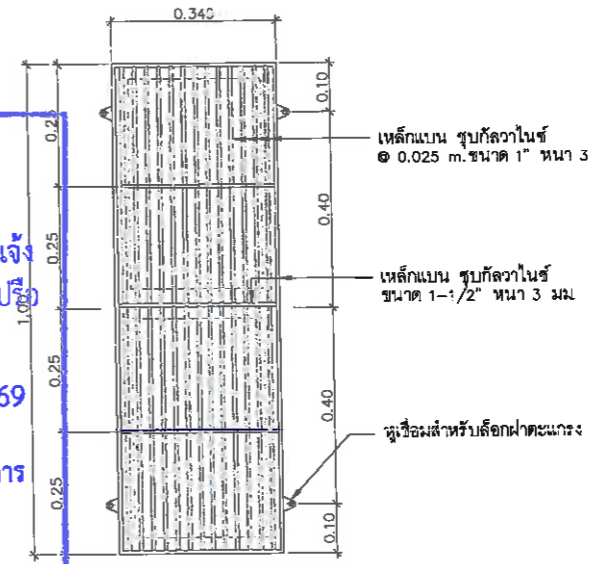 0.340
0.10
0.25
เหล็กแบน ชุบกัลวาไนซ์
@ 0.025 m.ขนาด 1" หนา 3
0.40
0.25
แจ้ง
1.00
เหล็กแบน ชุบกัลวาไนซ์
ขนาด 1-1/2" หนา 3 มม.
0.25
69
0.40
หูเชื่อมสำหรับล็อกฝาตะแกรง
การ
0.25
0.10